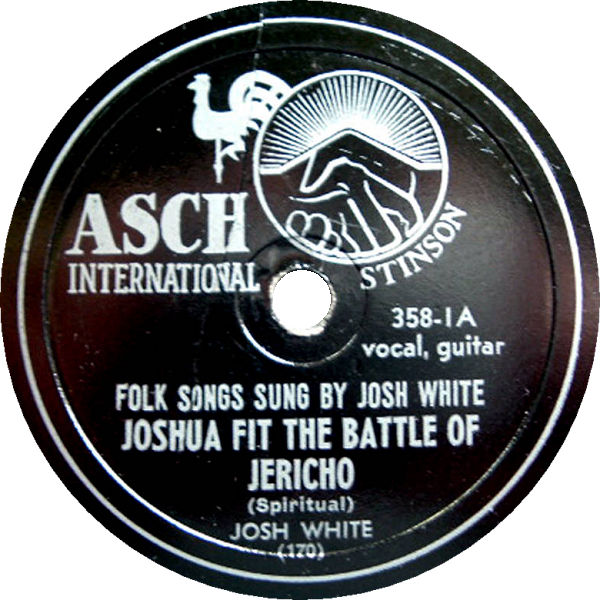 ASCH
INTERNATIONAL
STINSON
358-1A
vocal, guitar
FOLK SONGS SUNG BY JOSH WHITE
JOSHUA FIT THE BATTLE OF
JERICHO
(Spiritual)
JOSH WHITE
(170)